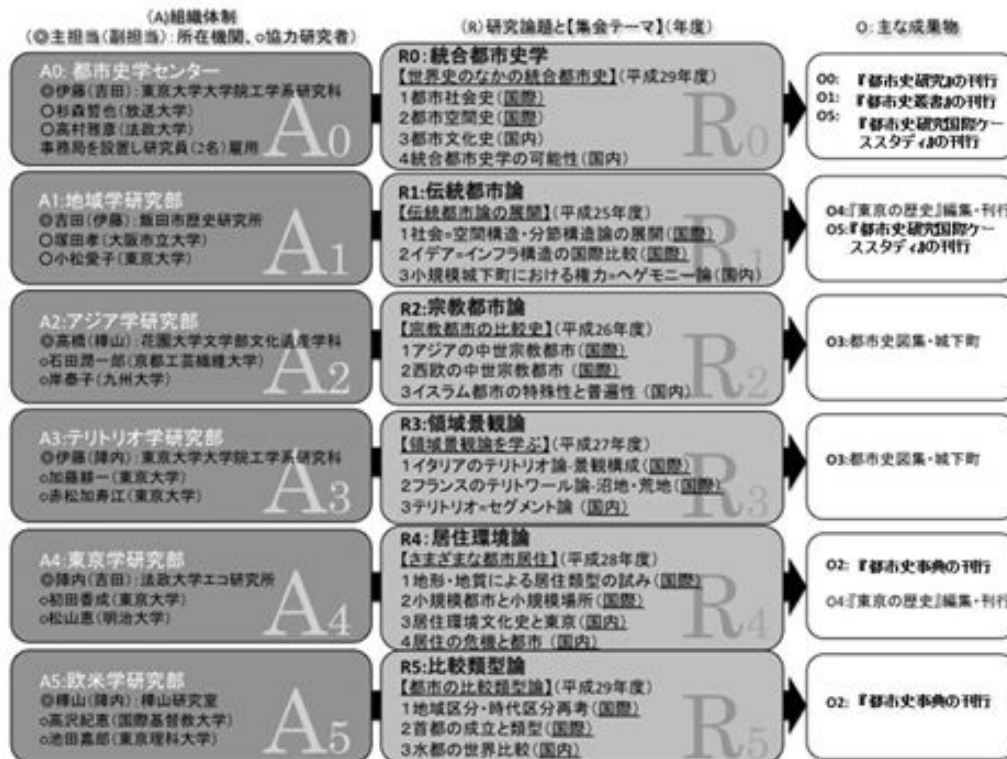 (A)組織体制
(◎主担当(副担当):所在機関、○協力研究者)
(R)研究論題と【集会テーマ】(年度)
O:主な成果物
A0:都市史学センター
◎伊藤(吉田):東京大学大学院工学系研究科
○杉森哲也(放送大学)
○高村雅彦(法政大学)
事務局を設置し研究員(2名)雇用
A0
R0:統合都市史学
【世界史のなかの統合都市史】(平成29年度)
1都市社会史(国際)
2都市空間史(国際)
3都市文化史(国内)
4統合都市史学の可能性(国内)
R0
O0: 『都市史研究』の刊行
O1: 『都市史叢書』の刊行
O5: 『都市史研究国際ケーススタディ』の刊行
A1:地域学研究部
◎吉田(伊藤):飯田市歴史研究所
○塚田孝(大阪市立大学)
○小松愛子(東京大学)
A1
R1:伝統都市論
【伝統都市論の展開】(平成25年度)
1社会=空間構造・分節構造論の展開(国際)
2イデア=インフラ構造の国際比較(国際)
3小規模城下町における権力=ヘゲモニー論(国内)
R1
O4:『東京の歴史』編集・刊行
O5:『都市史研究国際ケーススタディ』の刊行
A2:アジア学研究部
◎高橋(樺山):花園大学文学部文化遺産学科
○石田潤一郎(京都工芸繊維大学)
○岸泰子(九州大学)
A2
R2:宗教都市論
【宗教都市の比較史】(平成26年度)
1アジアの中世宗教都市(国際)
2西欧の中世宗教都市(国際)
3イスラム都市の特殊性と普遍性(国内)
R2
O3:都市史図集・城下町
A3:テリトリオ学研究部
◎伊藤(陣内):東京大学大学院工学系研究科
○加藤耕一(東京大学)
○赤松加寿江(東京大学)
A3
R3:領域景観論
【領域景観論を学ぶ】(平成27年度)
1イタリアのテリトリオ論-景観構成(国際)
2フランスのテリトワール論-沼地・荒地(国際)
3テリトリオ=セグメント論(国内)
R3
O3:都市史図集・城下町
A4:東京学研究部
◎陣内(吉田):法政大学エコ研究所
○初田香成(東京大学)
○松山恵(明治大学)
A4
R4:居住環境論
【さまざまな都市居住】(平成28年度)
1地形・地質による居住類型の試み(国際)
2小規模都市と小規模場所(国際)
3居住環境文化史と東京(国内)
4居住の危機と都市(国内)
R4
O2: 『都市史事典の刊行
O4:『東京の歴史』編集・刊行
A5:欧米学研究部
◎樺山(陣内):樺山研究室
○高沢紀恵(国際基督教大学)
○池田嘉郎(東京理科大学)
A5
R5:比較類型論
【都市の比較類型論】(平成29年度)
1地域区分・時代区分再考(国際)
2首都の成立と類型(国際)
3水都の世界比較(国内)
R5
O2: 『都市史事典の刊行